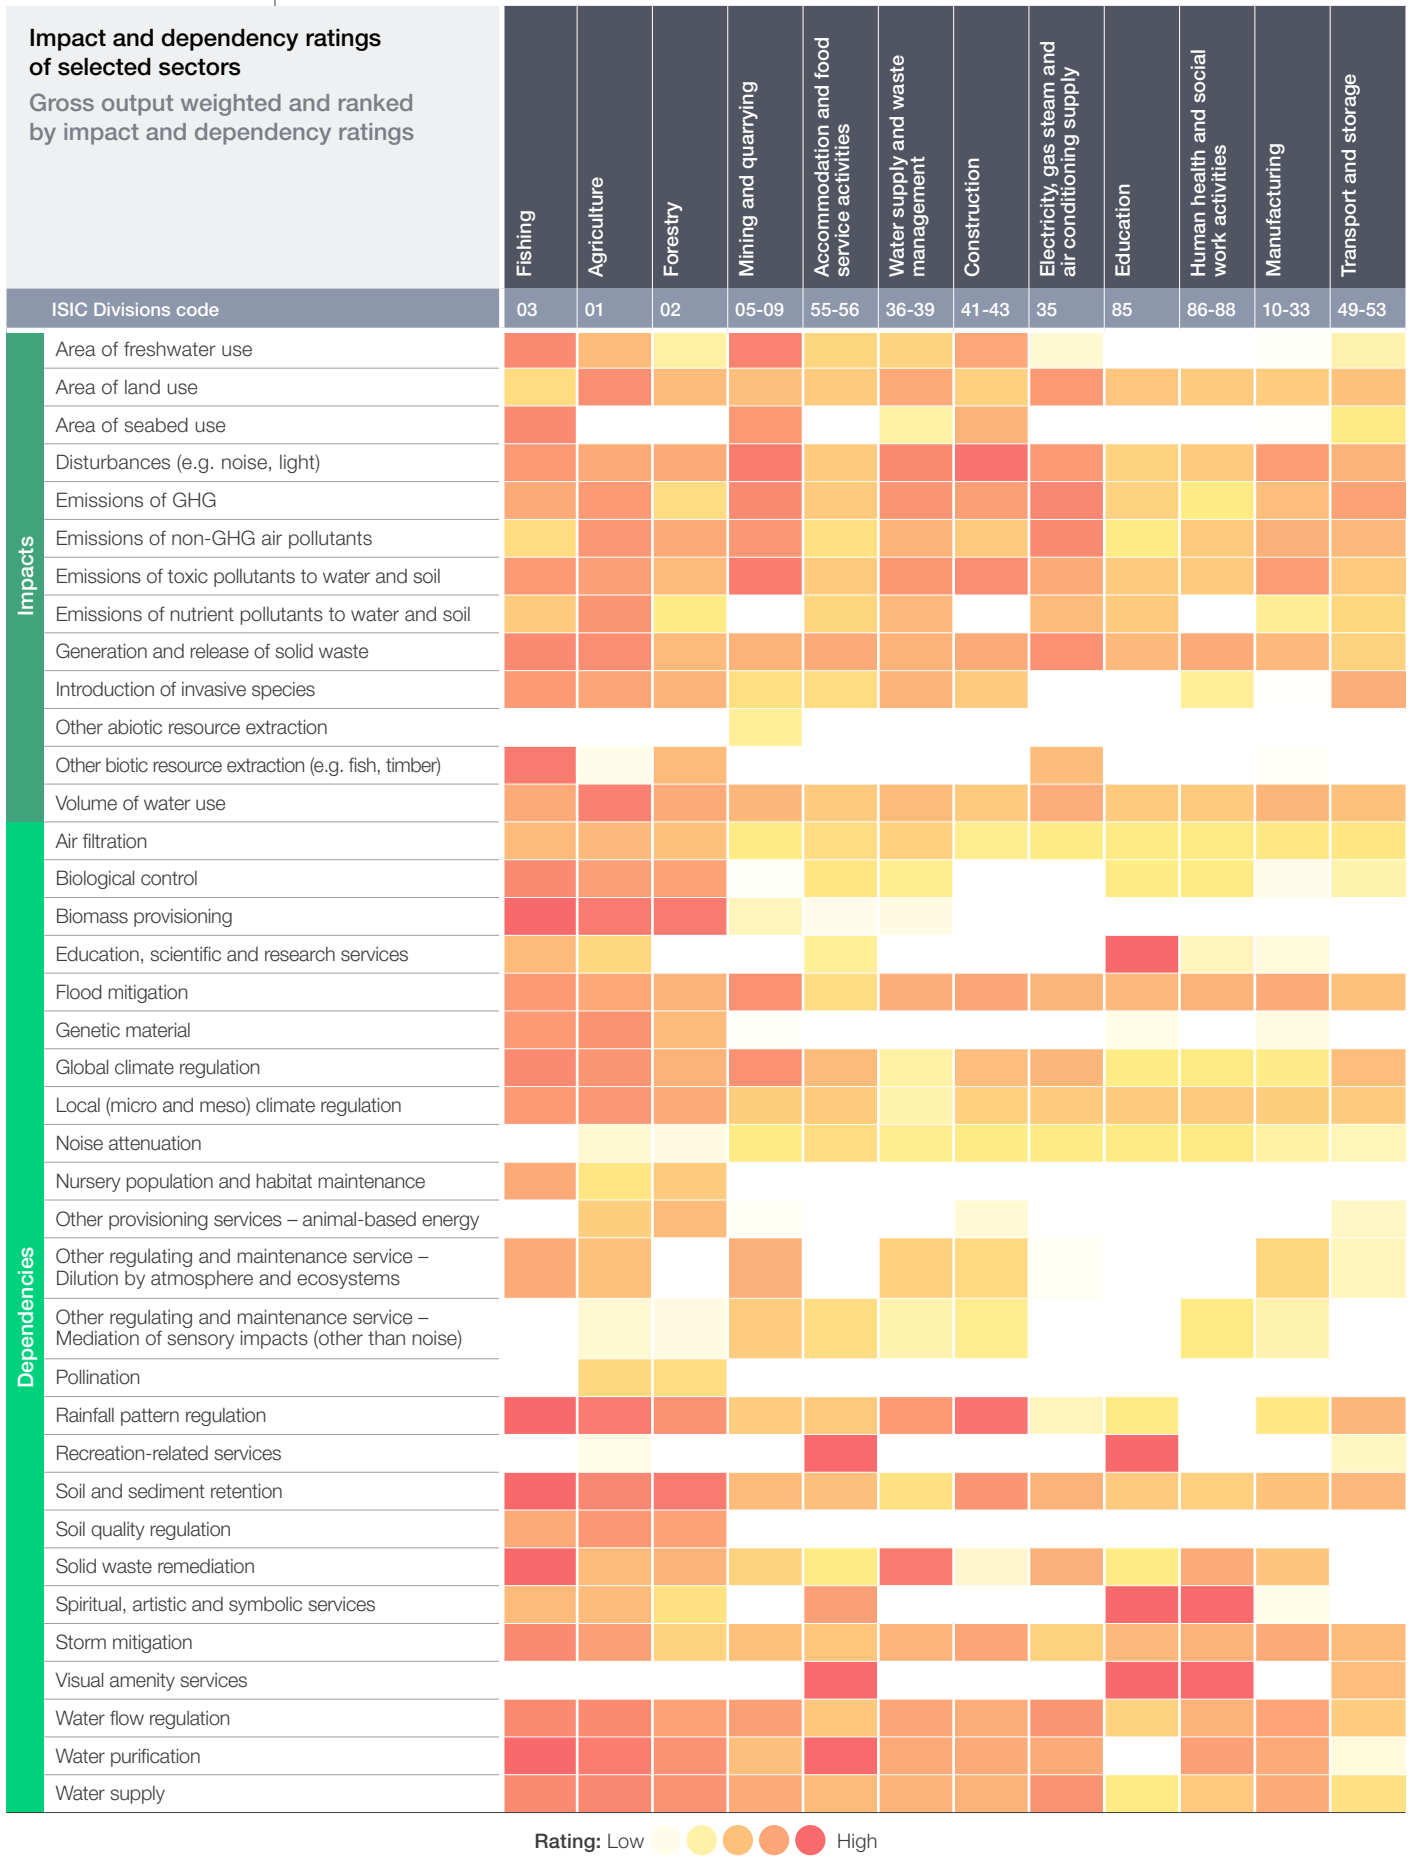 Impact and dependency ratings
of selected sectors
Gross output weighted and ranked
by impact and dependency ratings
Fishing
Agriculture
Forestry
Mining and quarrying
Accommodation and food
service activities
Water supply and waste
management
Construction
Electricity, gas steam and
air conditioning supply
Education
Human health and social
work activities
Manufacturing
Transport and storage
ISIC Divisions code 03 01 02 05-09 55-56 36-39 41-43 35 85 86-88 10-33 49-53
Impacts
Area of freshwater use
Area of land use
Area of seabed use
Disturbances (e.g. noise, light)
Emissions of GHG
Emissions of non-GHG air pollutants
Emissions of toxic pollutants to water and soil
Emissions of nutrient pollutants to water and soil
Generation and release of solid waste
Introduction of invasive species
Other abiotic resource extraction
Other biotic resource extraction (e.g. fish, timber)
Volume of water use
Dependencies
Air filtration
Biological control
Biomass provisioning
Education, scientific and research services
Flood mitigation
Genetic material
Global climate regulation
Local (micro and meso) climate regulation
Noise attenuation
Nursery population and habitat maintenance
Other provisioning services – animal-based energy
Other regulating and maintenance service –
Dilution by atmosphere and ecosystems
Other regulating and maintenance service –
Mediation of sensory impacts (other than noise)
Pollination
Rainfall pattern regulation
Recreation-related services
Soil and sediment retention
Soil quality regulation
Solid waste remediation
Spiritual, artistic and symbolic services
Storm mitigation
Visual amenity services
Water flow regulation
Water purification
Water supply
Rating: Low High